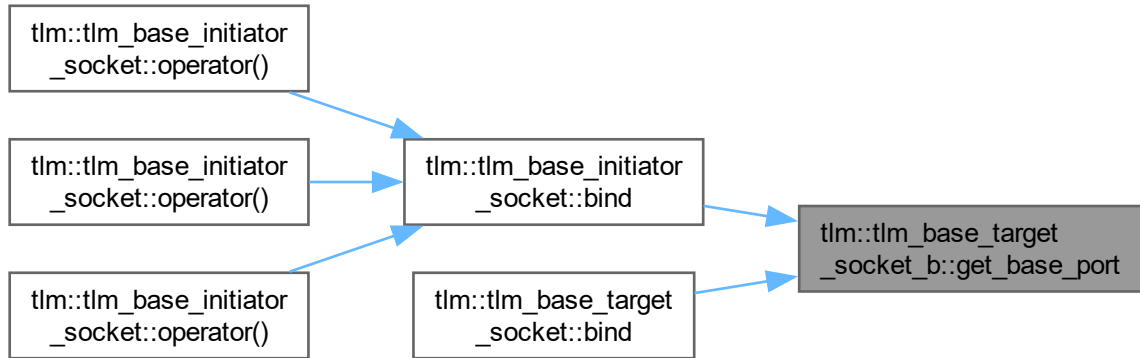 tlm::tlm_base_initiator
_socket::operator()
tlm::tlm_base_initiator
_socket::operator()
tlm::tlm_base_initiator
_socket::operator()
tlm::tlm_base_initiator
_socket::bind
tlm::tlm_base_target
_socket::bind
tlm::tlm_base_target
_socket_b::get_base_port